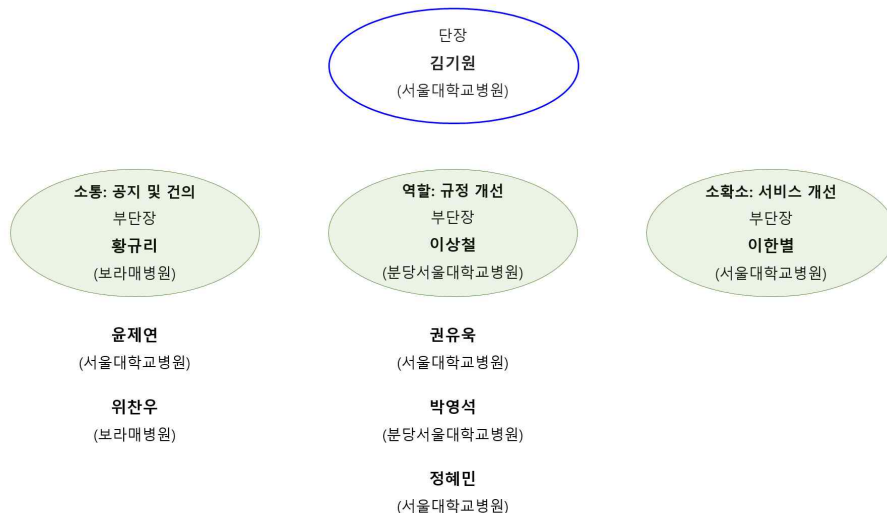 단장
김기원
(서울대학교병원)
소통: 공지 및 건의
부단장
황규리
(보라매병원)
윤제연
(서울대학교병원)
위찬우
(보라매병원)
역할: 규정 개선
부단장
이상철
(분당서울대학교병원)
권유욱
(서울대학교병원)
박영석
(분당서울대학교병원)
정혜민
(서울대학교병원)
소확소: 서비스 개선
부단장
이한별
(서울대학교병원)